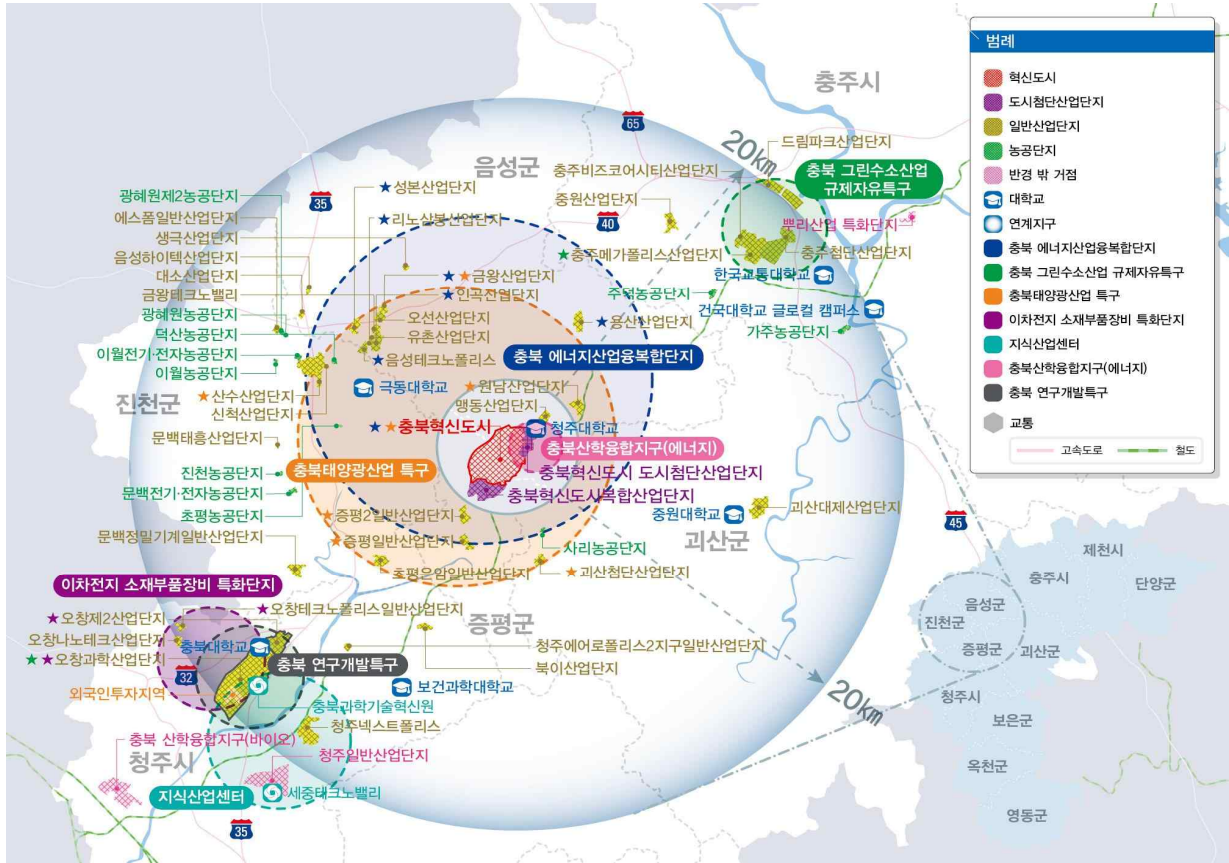 범례
혁신도시
도시첨단산업단지
일반산업단지
농공단지
반경 밖 거점
대학교
연계지구
충북 에너지산업융복합단지
충북 그린수소산업 규제자유특구
충북태양광산업 특구
이차전지 소재부품장비 특화단지
지식산업센터
충북산학융합지구(에너지)
충북 연구개발특구
교통
고속도로
철도
충주시
65
20km
드림파크산업단지
음성군
충주비즈코어시티산업단지
충북 그린수소산업
규제자유특구
광혜원제2농공단지
★성본산업단지
35
중원산업단지
에스폼일반산업단지
★리노삼봉산업단지
40
뿌리산업 특화단지
생극산업단지
음성하이텍산업단지
★충주메가폴리스산업단지
충주첨단산업단지
대소산업단지
★★금왕산업단지
한국교통대학교
금왕테크노밸리
★인곡산업단지
주덕농공단지
광혜원농공단지
오선산업단지
건국대학교 글로컬 캠퍼스
덕산농공단지
유촌산업단지
★용산산업단지
가주농공단지
이월전기·전자농공단지
★음성테크노폴리스
충북 에너지산업융복합단지
이월농공단지
극동대학교
★원남산업단지
★산수산업단지
진천군
신척산업단지
맹동산업단지
★★충북혁신도시
청주대학교
문백태흥산업단지
충북산학융합지구(에너지)
충북태양광산업 특구
진천농공단지
충북혁신도시 도시첨단산업단지
문백전기·전자농공단지
충북혁신도시복합산업단지
초평농공단지
★증평2일반산업단지
중원대학교
괴산대제산업단지
45
문백정밀기계일반산업단지
★증평일반산업단지
사리농공단지
괴산군
초평은암일반산업단지
★괴산첨단산업단지
이차전지 소재부품장비 특화단지
★오창테크노폴리스일반산업단지
★오창제2산업단지
증평군
오창나노테크산업단지
충북대학교
청주에어로폴리스2지구일반산업단지
★★오창과학산업단지
충북 연구개발특구
북이산업단지
32
외국인투자지역
보건과학대학교
20km
충북과학기술혁신원
청주넥스트폴리스
충북 산학융합지구(바이오)
청주일반산업단지
청주시
지식산업센터
세중테크노밸리
35
제천시
충주시
단양군
음성군
진천군
증평군
괴산군
청주시
보은군
옥천군
영동군